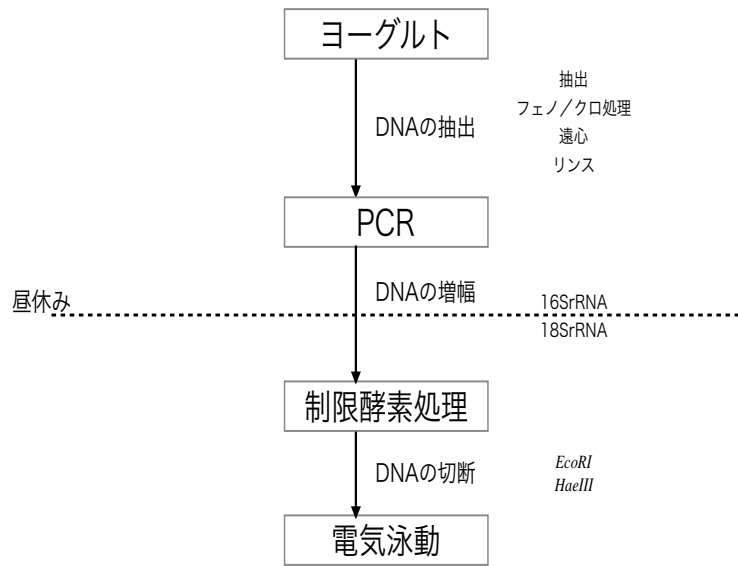 ヨーグルト
DNAの抽出
抽出
フェノ／クロ処理
遠心
リンス
PCR
DNAの増幅
16SrRNA
昼休み
18SrRNA
制限酵素処理
DNAの切断
EcoRI
HaeIII
電気泳動